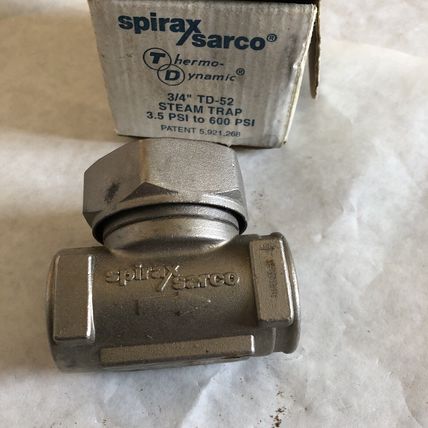 spirax
sarco®
Thermo-
Dynamic®
3/4" TD-52
STEAM TRAP
3.5 PSI to 600 PSI
PATENT 5,921,268
spirax
sarco